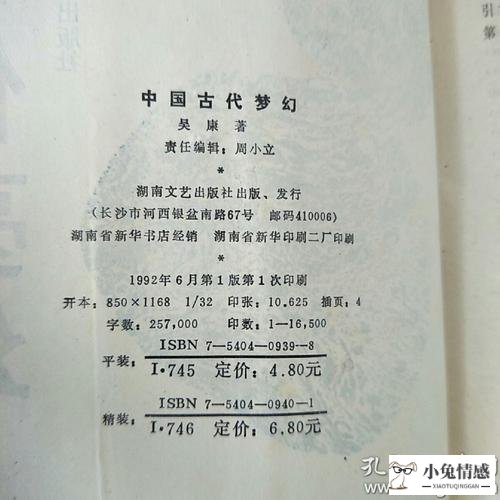 出版社
引
第
中国古代梦幻
吴康著
责任编辑：周小立
*
湖南文艺出版社出版、发行
（长沙市河西银盆南路67号 邮码410006）
湖南省新华书店经销 湖南省新华印刷二厂印刷
*
1992年6月第1版第1次印刷
开本：850×1168 1/32 印张：10.625 插页：4
字数：257,000 印数：1—16,500
平装：ISBN 7—5404—0939—8
I·745 定价：4.80元
精装：ISBN 7—5404—0940—1
I·746 定价：6.80元
小兔情感
XIAOTUQINGGAN